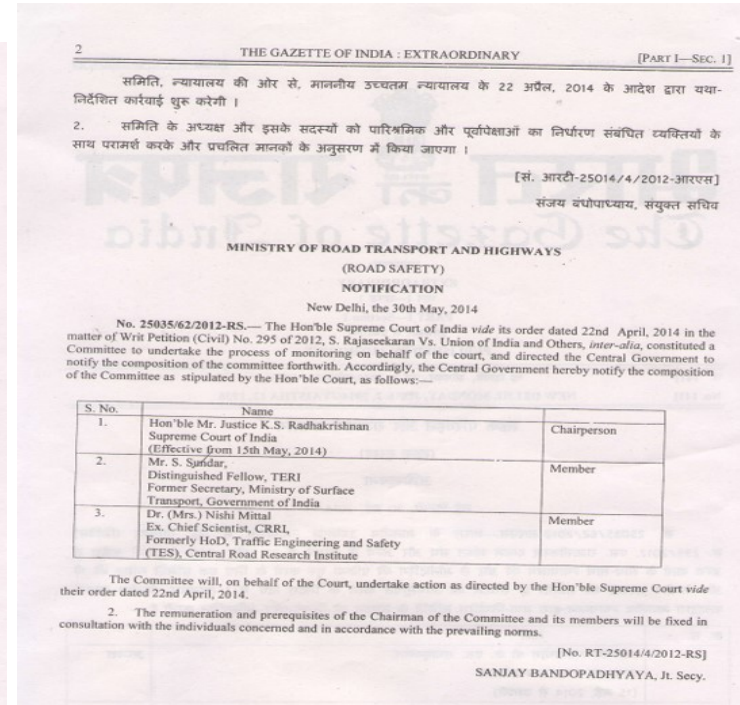 2
THE GAZETTE OF INDIA : EXTRAORDINARY
[PART I—SEC. 1]
समिति, न्यायालय की ओर से, माननीय उच्चतम न्यायालय के 22 अप्रैल, 2014 के आदेश द्वारा यथा-
निर्देशित कार्रवाई शुरू करेगी ।
2. समिति के अध्यक्ष और इसके सदस्यों को पारिश्रमिक और पूर्वापेक्षाओं का निर्धारण संबंधित व्यक्तियों के
साथ परामर्श करके और प्रचलित मानकों के अनुसरण में किया जाएगा ।
[सं. आरटी-25014/4/2012-आरएस]
संजय बंधोपाध्याय, संयुक्त सचिव
MINISTRY OF ROAD TRANSPORT AND HIGHWAYS
(ROAD SAFETY)
NOTIFICATION
New Delhi, the 30th May, 2014
No. 25035/62/2012-RS.— The Hon'ble Supreme Court of India vide its order dated 22nd April, 2014 in the
matter of Writ Petition (Civil) No. 295 of 2012, S. Rajaseekaran Vs. Union of India and Others, inter-alia, constituted a
Committee to undertake the process of monitoring on behalf of the court, and directed the Central Government to
notify the composition of the committee forthwith. Accordingly, the Central Government hereby notify the composition
of the Committee as stipulated by the Hon'ble Court, as follows:—
S. No. Name
1. Hon'ble Mr. Justice K.S. Radhakrishnan Chairperson
Supreme Court of India
(Effective from 15th May, 2014)
2. Mr. S. Sundar, Member
Distinguished Fellow, TERI
Former Secretary, Ministry of Surface
Transport, Government of India
3. Dr. (Mrs.) Nishi Mittal Member
Ex. Chief Scientist, CRRI,
Formerly HoD, Traffic Engineering and Safety
(TES), Central Road Research Institute
The Committee will, on behalf of the Court, undertake action as directed by the Hon'ble Supreme Court vide
their order dated 22nd April, 2014.
2. The remuneration and prerequisites of the Chairman of the Committee and its members will be fixed in
consultation with the individuals concerned and in accordance with the prevailing norms.
[No. RT-25014/4/2012-RS]
SANJAY BANDOPADHYAYA, Jt. Secy.